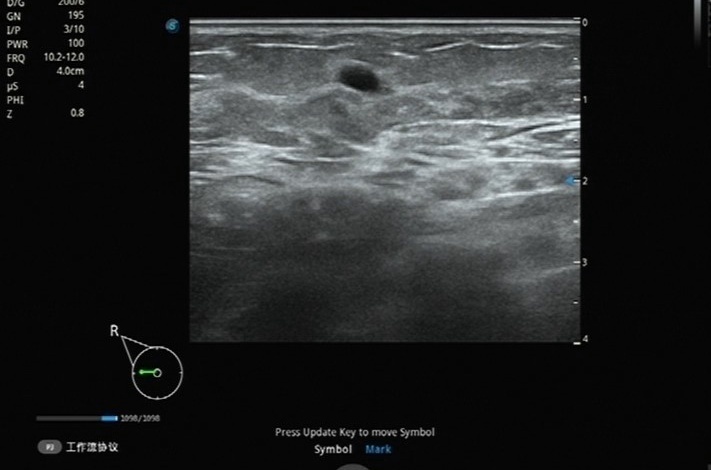 D/G 200/6
GN 195
I/P 3/10
PWR 100
FRQ 10.2-12.0
D 4.0cm
µS 4
PHI
Z 0.8
0
1
2
3
4
R
1098/1098
P3 工作流协议
Press Update Key to move Symbol
Symbol Mark